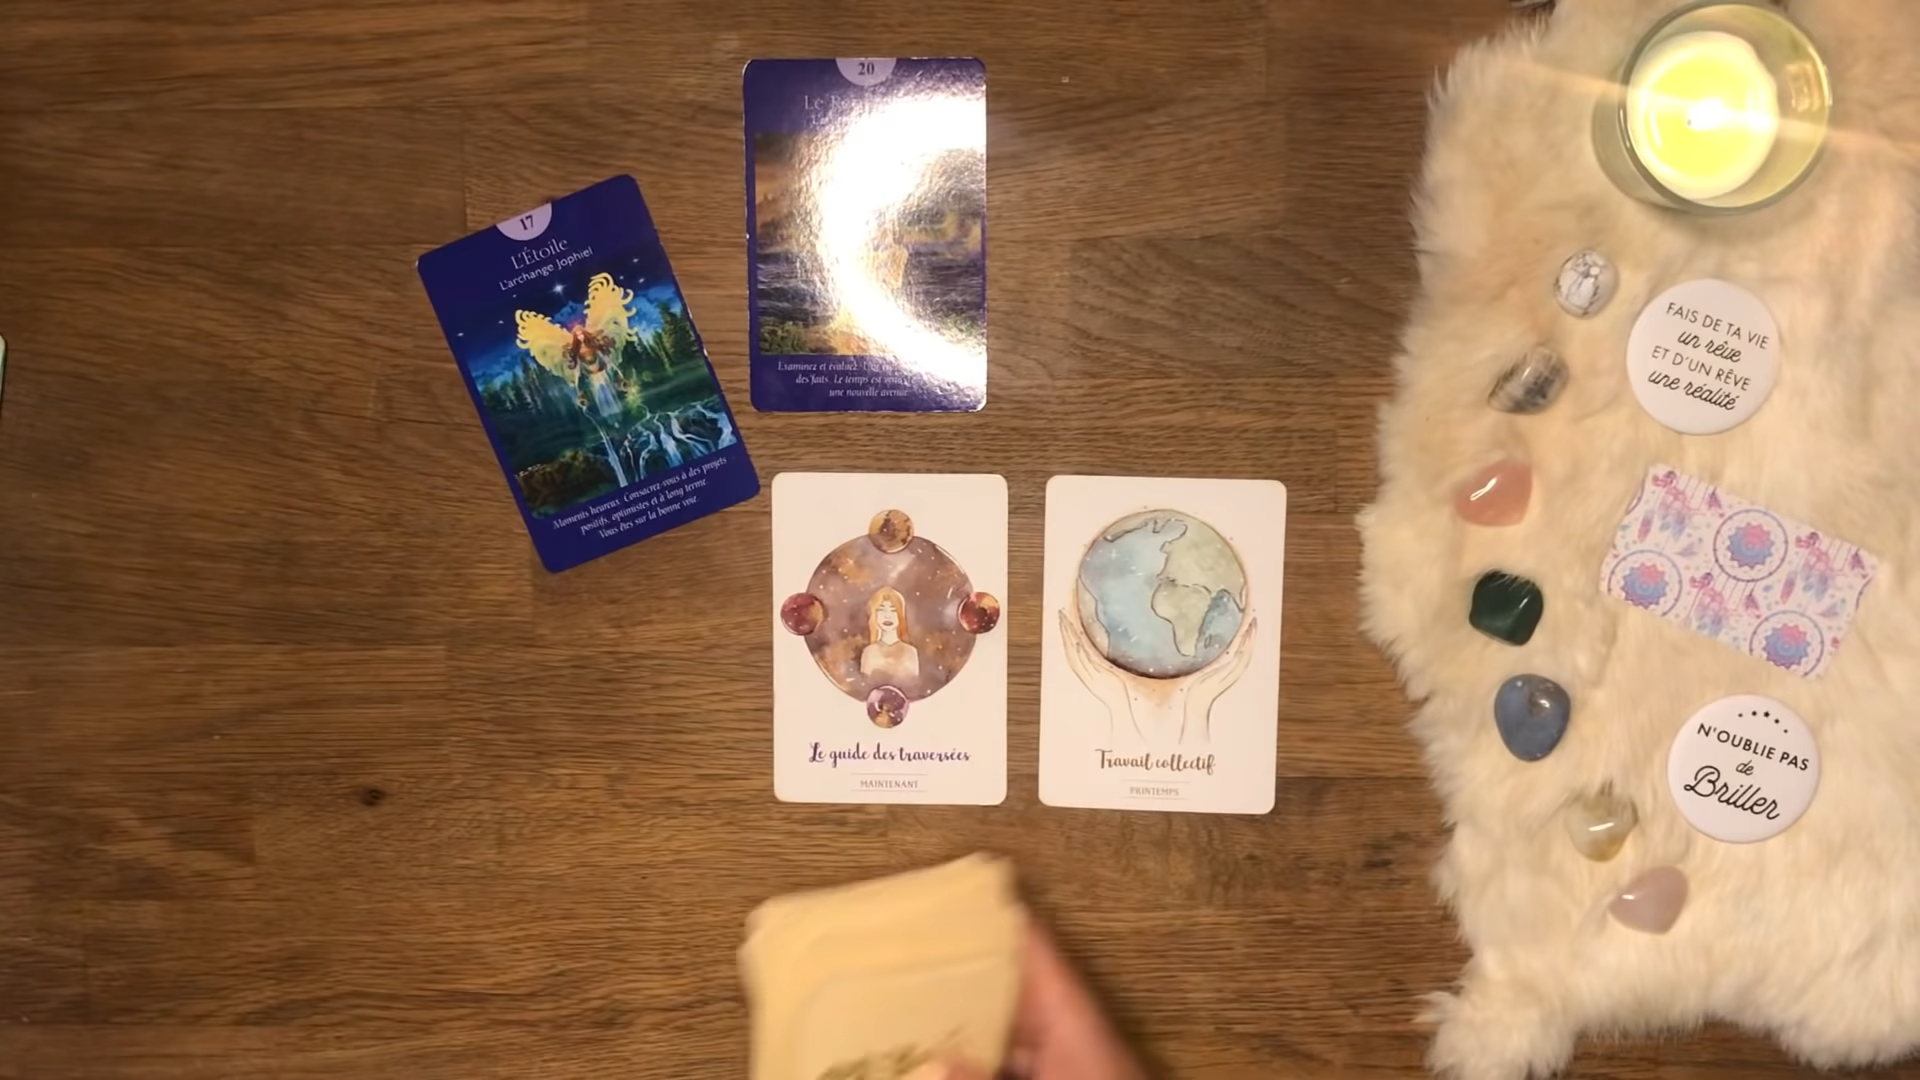 17
L'Étoile
L'archange Jophiel
Moments heureux. Consacrez-vous à des projets
positifs, optimistes et à long terme.
Vous êtes sur la bonne voie.
20
Le
Examinez et évaluez.
des faits. Le temps est
une nouvelle avenue
Le guide des traversées
MAINTENANT
Travail collectif
PRINTEMPS
FAIS DE TA VIE
un rêve
ET D'UN RÊVE
une réalité
N'OUBLIE PAS
de
Briller